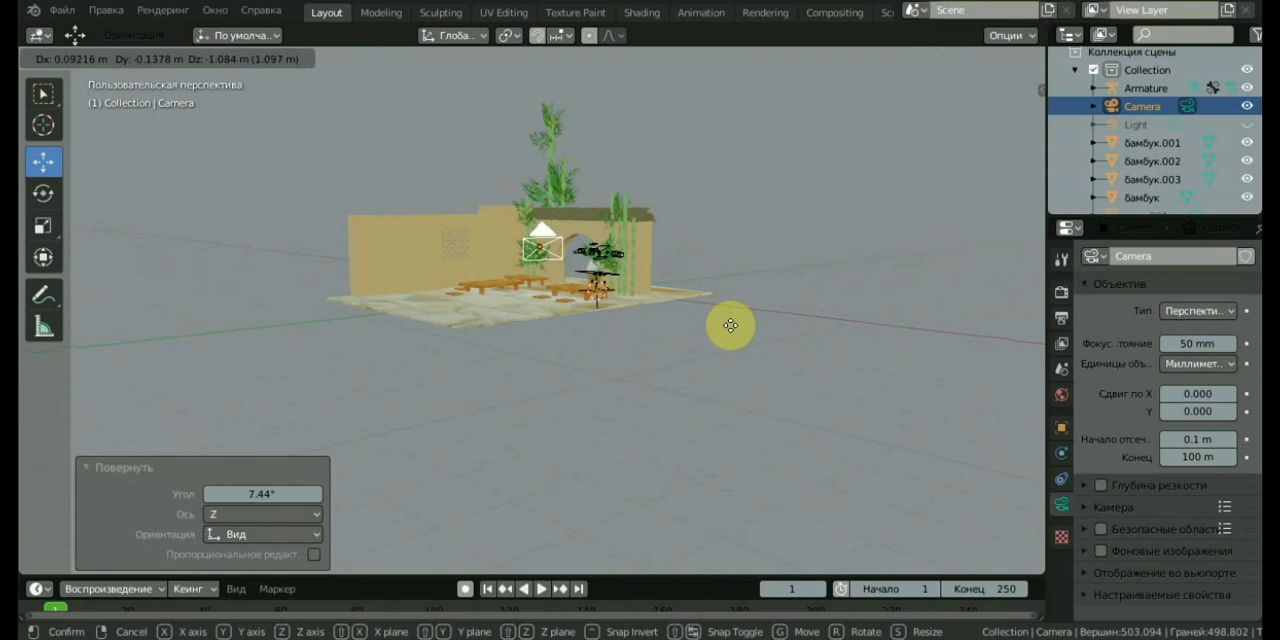 Файл Правка Рендеринг Окно Справка Layout Modeling Sculpting UV Editing Texture Paint Shading Animation Rendering Compositing Sc Scene View Layer
Ориентация По умолча.. Глоба.. Опции
Dx: 0.09216 m Dy: -0.1378 m Dz: -1.084 m (1.097 m)
Пользовательская перспектива
(1) Collection | Camera
Коллекция сцены
Collection
Armature
Camera
Light
бамбук.001
бамбук.002
бамбук.003
бамбук
Camera
Объектив
Тип Перспекти..
Фокус..тояние 50 mm
Единицы объ.. Миллимет..
Сдвиг по X 0.000
Y 0.000
Начало отсеч.. 0.1 m
Конец 100 m
Глубина резкости
Камера
Безопасные област
Фоновые изображения
Отображение во вьюпорте
Настраиваемые свойства
Повернуть
Угол 7.44°
Ось Z
Ориентация Вид
Пропорциональное редакт.
Воспроизведение Кеинг Вид Маркер 1 Начало 1 Конец 250
1
Confirm Cancel X X axis Y Y axis Z Z axis X X plane Y Y plane Z Z plane Snap Invert Snap Toggle G Move R Rotate S Resize Collection | Camera | Вершин:503,094 | Граней:498,802 | Т